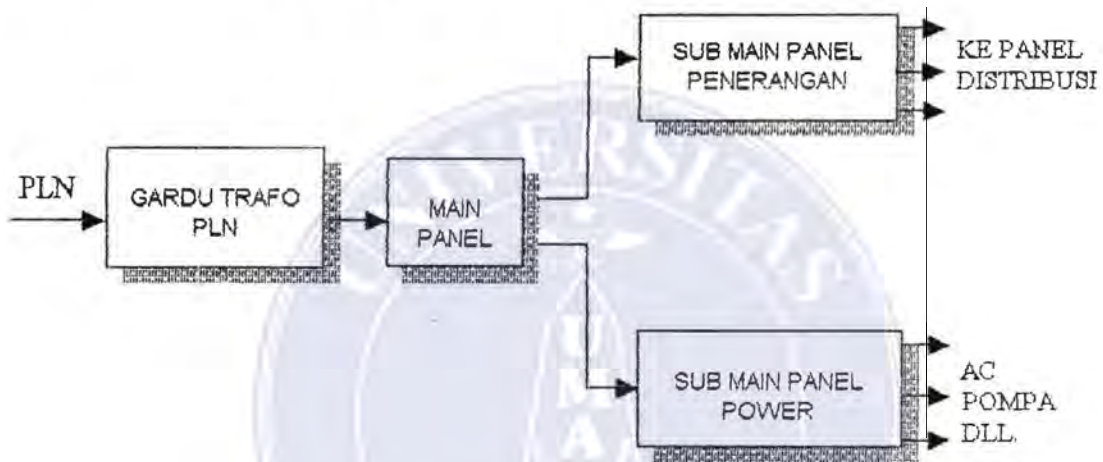 PLN
GARDU TRAFO
PLN
MAIN
PANEL
SUB MAIN PANEL
PENERANGAN
KE PANEL
DISTRIBUSI
SUB MAIN PANEL
POWER
AC
POMPA
DLL.
UNIVERSITAS
U
M
A